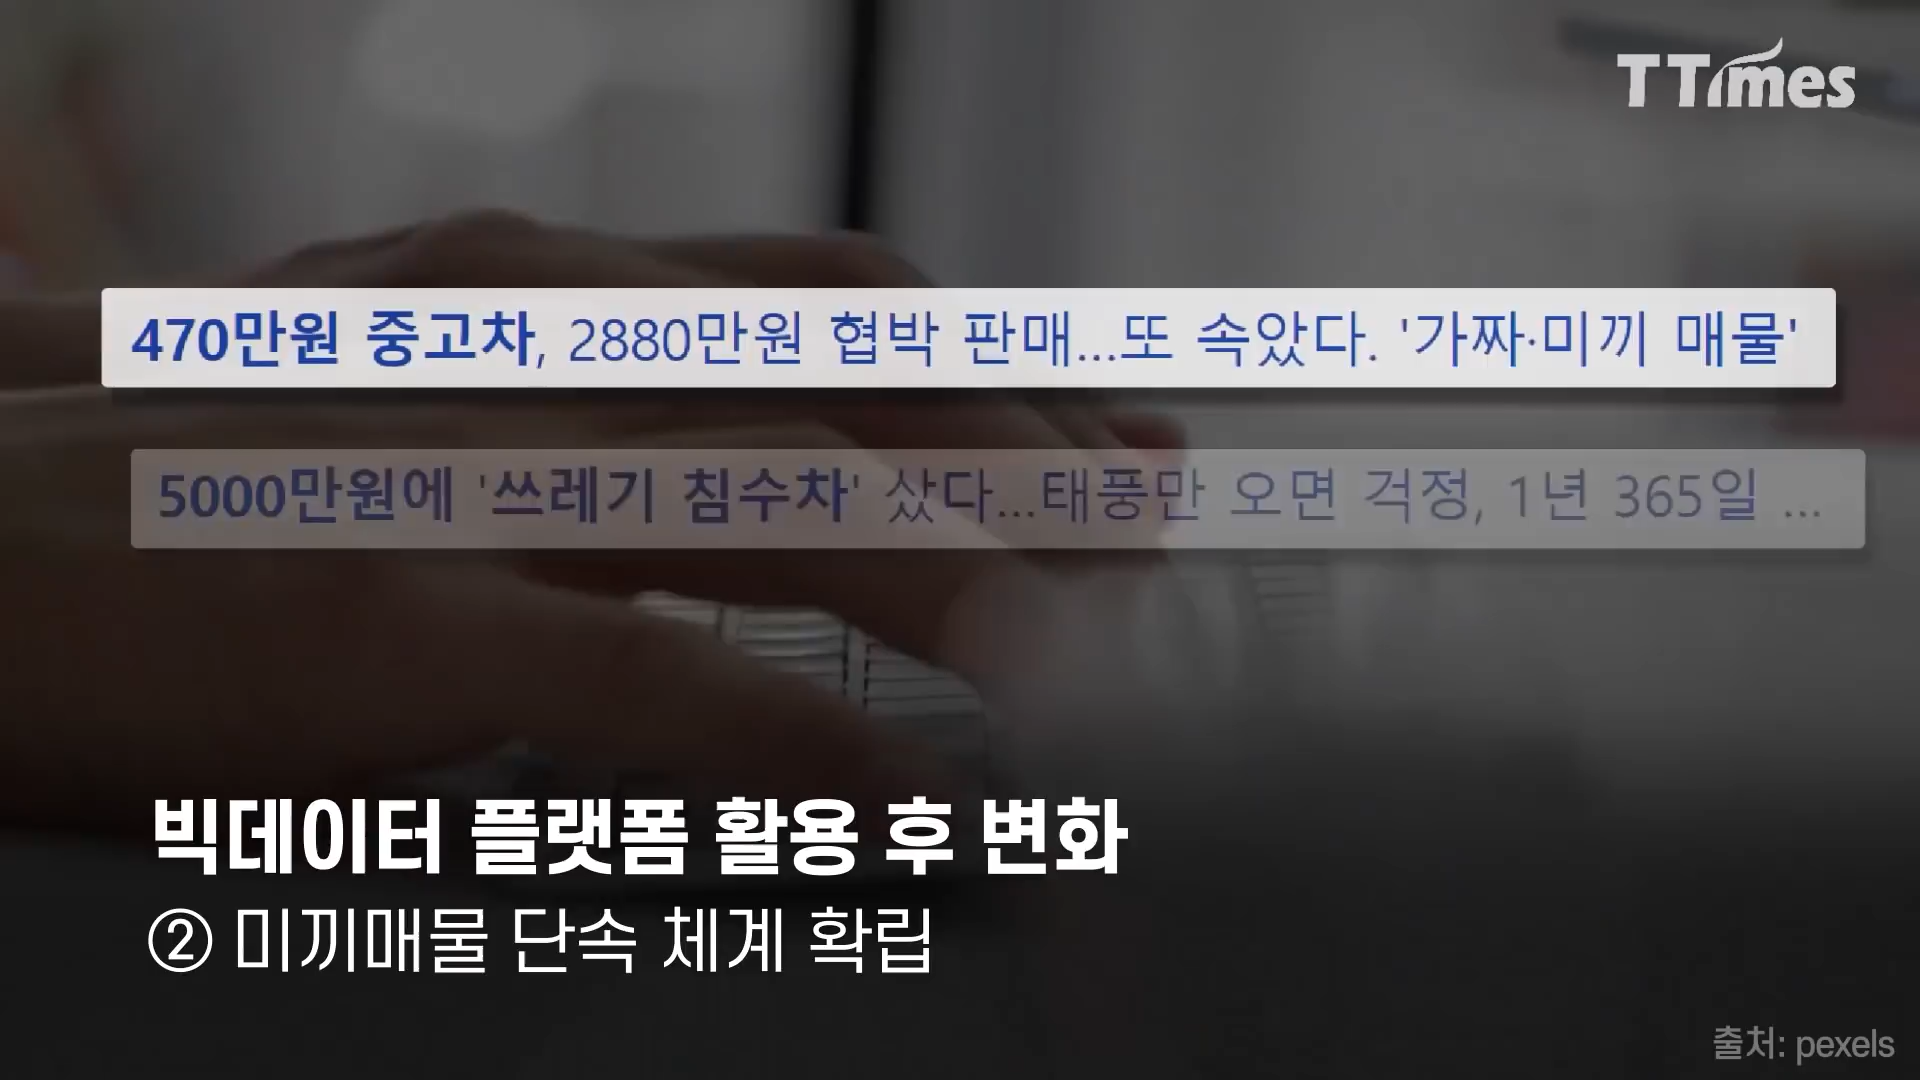 TTimes
470만원 중고차, 2880만원 협박 판매...또 속았다. '가짜·미끼 매물'
5000만원에 '쓰레기 침수차' 샀다...태풍만 오면 걱정, 1년 365일 ...
빅데이터 플랫폼 활용 후 변화
② 미끼매물 단속 체계 확립
출처: pexels